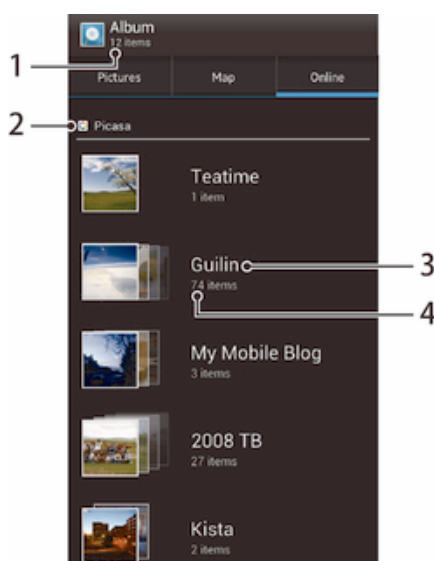 Album
12 items
1
Pictures Map Online
2
Picasa
Teatime
1 item
Guilin
3
74 items
4
My Mobile Blog
3 items
2008 TB
27 items
Kista
2 items